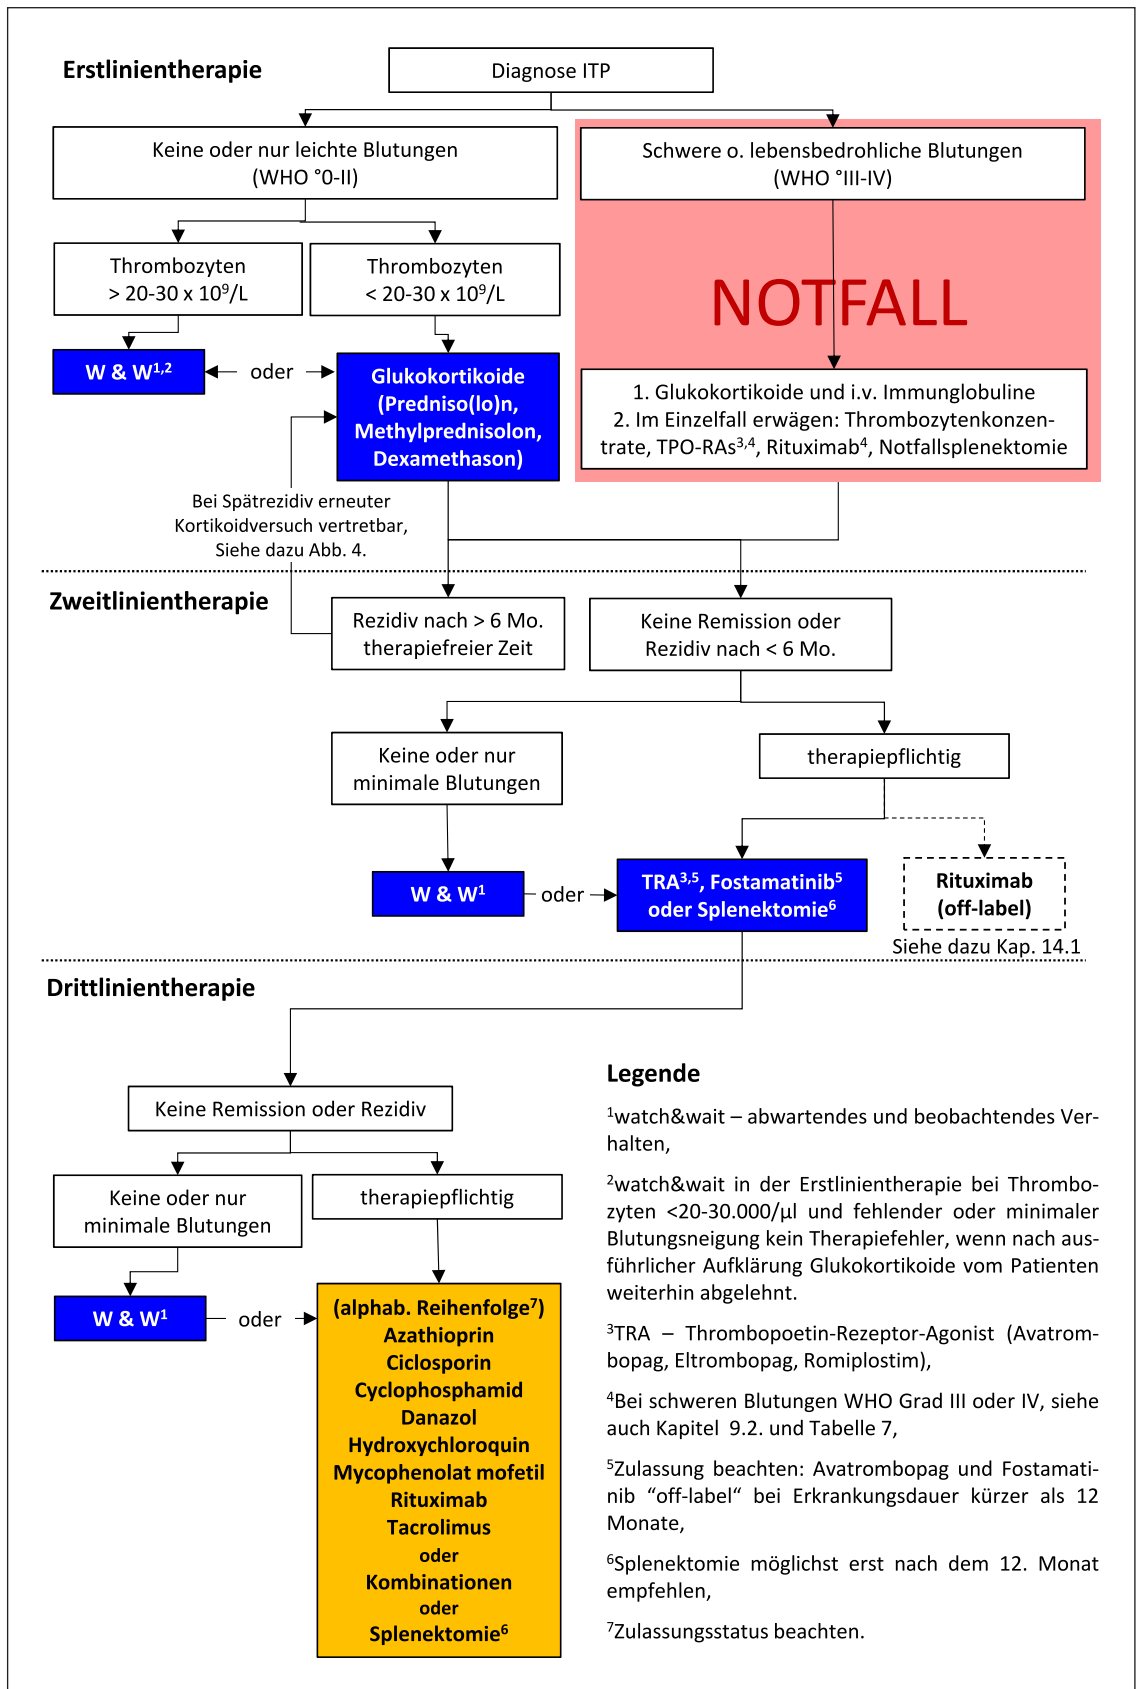 Erstlinientherapie
Diagnose ITP
Keine oder nur leichte Blutungen
(WHO °0-II)
Schwere o. lebensbedrohliche Blutungen
(WHO °III-IV)
Thrombozyten
> 20-30 x 10⁹/L
Thrombozyten
< 20-30 x 10⁹/L
NOTFALL
W & W¹,²
oder
Glukokortikoide
(Predniso(lo)n,
Methylprednisolon,
Dexamethason)
1. Glukokortikoide und i.v. Immunglobuline
2. Im Einzelfall erwägen: Thrombozytenkonzen-
trate, TPO-RAs³,⁴, Rituximab⁴, Notfallsplenektomie
Bei Spätrezidiv erneuter
Kortikoidversuch vertretbar,
Siehe dazu Abb. 4.
Zweitlinientherapie
Rezidiv nach > 6 Mo.
therapiefreier Zeit
Keine Remission oder
Rezidiv nach < 6 Mo.
Keine oder nur
minimale Blutungen
therapiepflichtig
W & W¹
oder
TRA³,⁵, Fostamatinib⁵
oder Splenektomie⁶
Rituximab
(off-label)
Siehe dazu Kap. 14.1
Drittlinientherapie
Keine Remission oder Rezidiv
Keine oder nur
minimale Blutungen
therapiepflichtig
W & W¹
oder
(alphab. Reihenfolge⁷)
Azathioprin
Ciclosporin
Cyclophosphamid
Danazol
Hydroxychloroquin
Mycophenolat mofetil
Rituximab
Tacrolimus
oder
Kombinationen
oder
Splenektomie⁶
Legende
¹watch&wait – abwartendes und beobachtendes Ver-
halten,
²watch&wait in der Erstlinientherapie bei Thrombo-
zyten <20-30.000/µl und fehlender oder minimaler
Blutungsneigung kein Therapiefehler, wenn nach aus-
führlicher Aufklärung Glukokortikoide vom Patienten
weiterhin abgelehnt.
³TRA – Thrombopoetin-Rezeptor-Agonist (Avatrom-
bopag, Eltrombopag, Romiplostim),
⁴Bei schweren Blutungen WHO Grad III oder IV, siehe
auch Kapitel 9.2. und Tabelle 7,
⁵Zulassung beachten: Avatrombopag und Fostamati-
nib “off-label“ bei Erkrankungsdauer kürzer als 12
Monate,
⁶Splenektomie möglichst erst nach dem 12. Monat
empfehlen,
⁷Zulassungsstatus beachten.